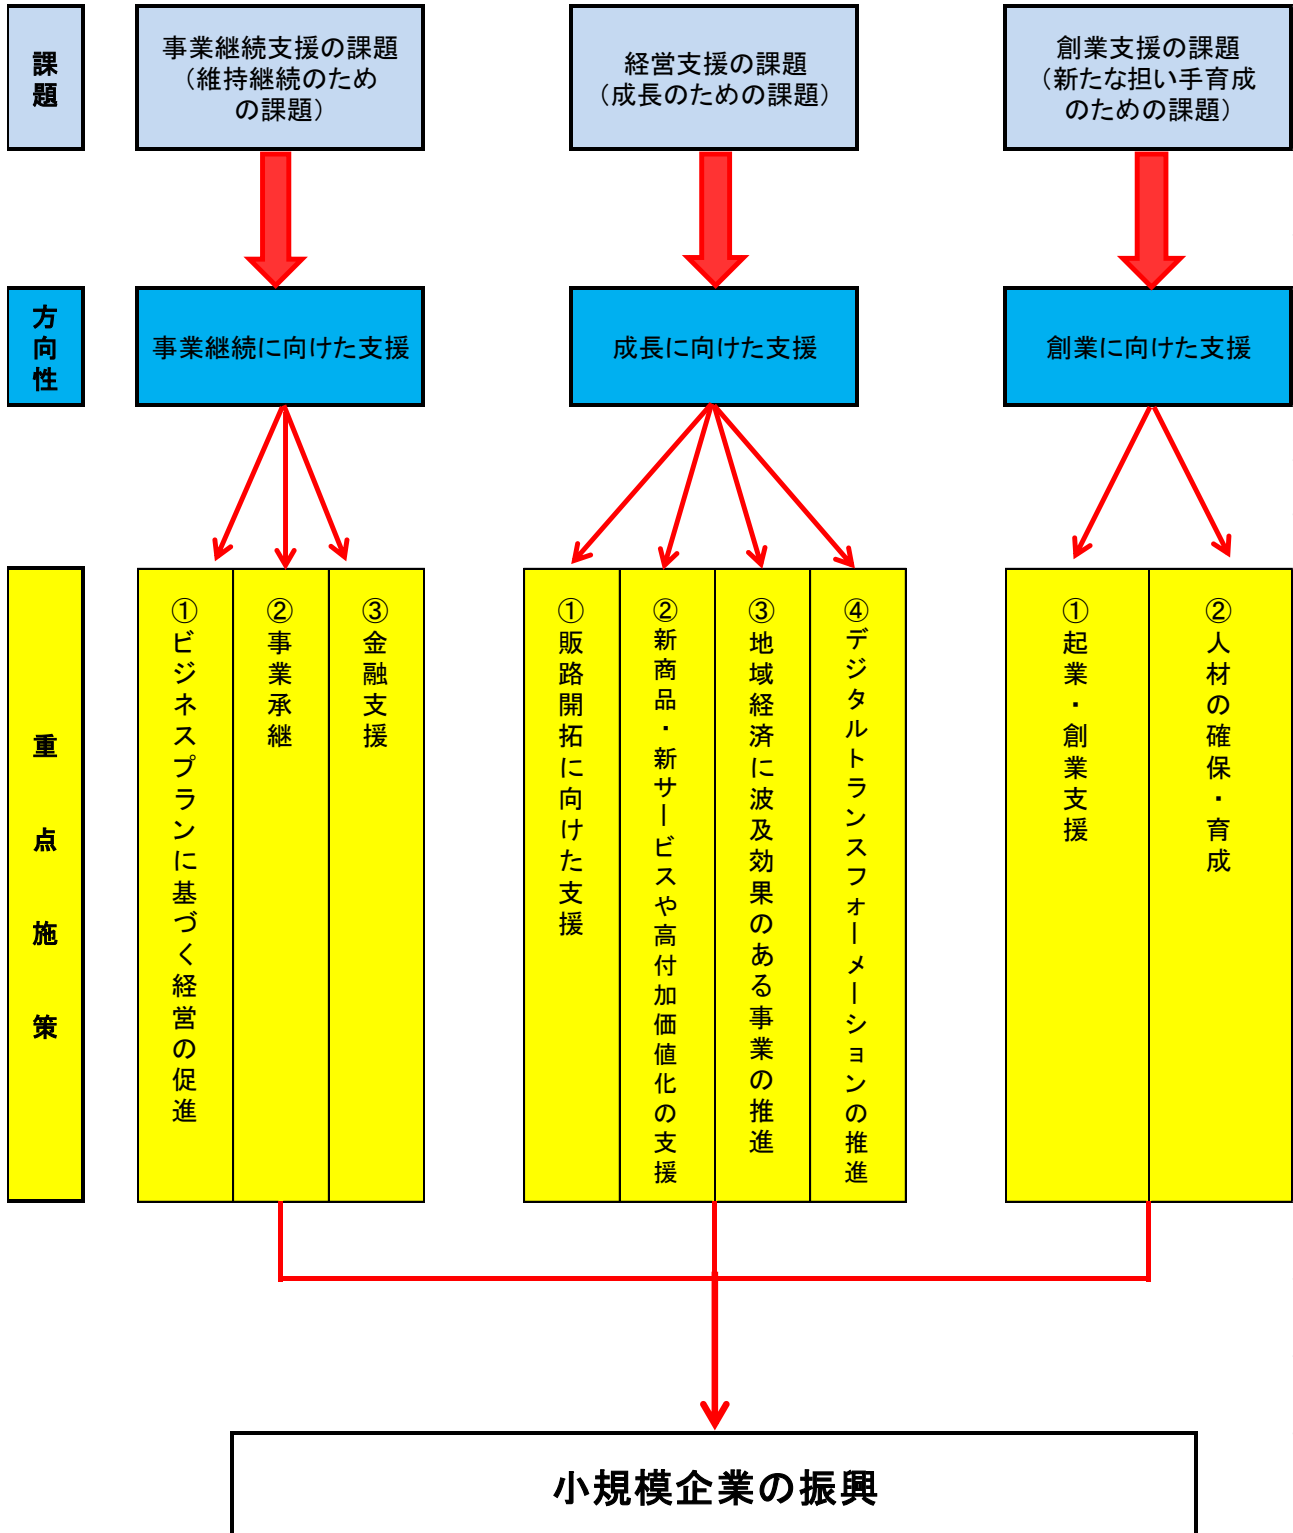 課題
事業継続支援の課題
（維持継続のため
の課題）
経営支援の課題
（成長のための課題）
創業支援の課題
（新たな担い手育成
のための課題）
方向性
事業継続に向けた支援
成長に向けた支援
創業に向けた支援
重点施策
①ビジネスプランに基づく経営の促進
②事業承継
③金融支援
①販路開拓に向けた支援
②新商品・新サービスや高付加価値化の支援
③地域経済に波及効果のある事業の推進
④デジタルトランスフォーメーションの推進
①起業・創業支援
②人材の確保・育成
小規模企業の振興